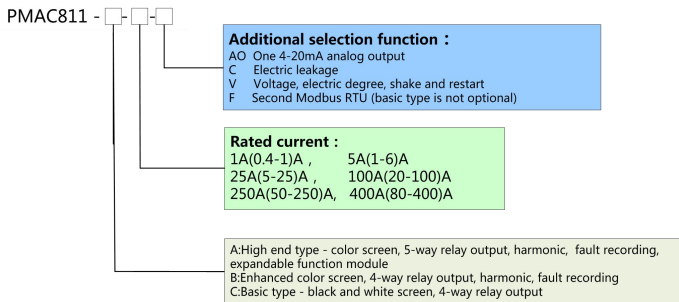 PMAC811 - □-□-□
Additional selection function：
AO One 4-20mA analog output
C Electric leakage
V Voltage, electric degree, shake and restart
F Second Modbus RTU (basic type is not optional)
Rated current：
1A(0.4-1)A， 5A(1-6)A
25A(5-25)A， 100A(20-100)A
250A(50-250)A, 400A(80-400)A
A:High end type - color screen, 5-way relay output, harmonic, fault recording,
expandable function module
B:Enhanced color screen, 4-way relay output, harmonic, fault recording
C:Basic type - black and white screen, 4-way relay output